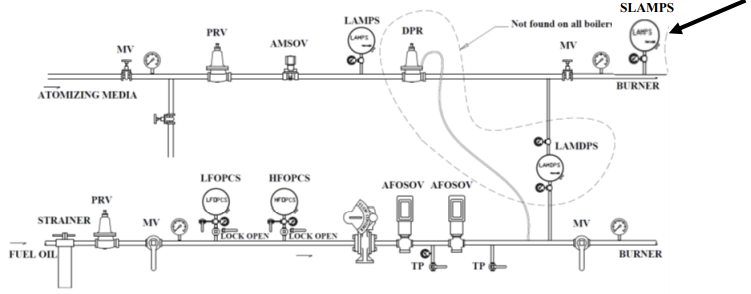 SLAMPS
LAMPS
DPR
Not found on all boilers
LAMPS
PRV
AMSOV
LAMPS
MV
MV
ATOMIZING MEDIA
BURNER
LAMDPS
LAMDPS
LFOPCS
HFOPCS
AFOSOV AFOSOV
PRV
LFOPCS
HFOPCS
STRAINER
MV
LOCK OPEN
LOCK OPEN
MV
FUEL OIL
BURNER
TP
TP